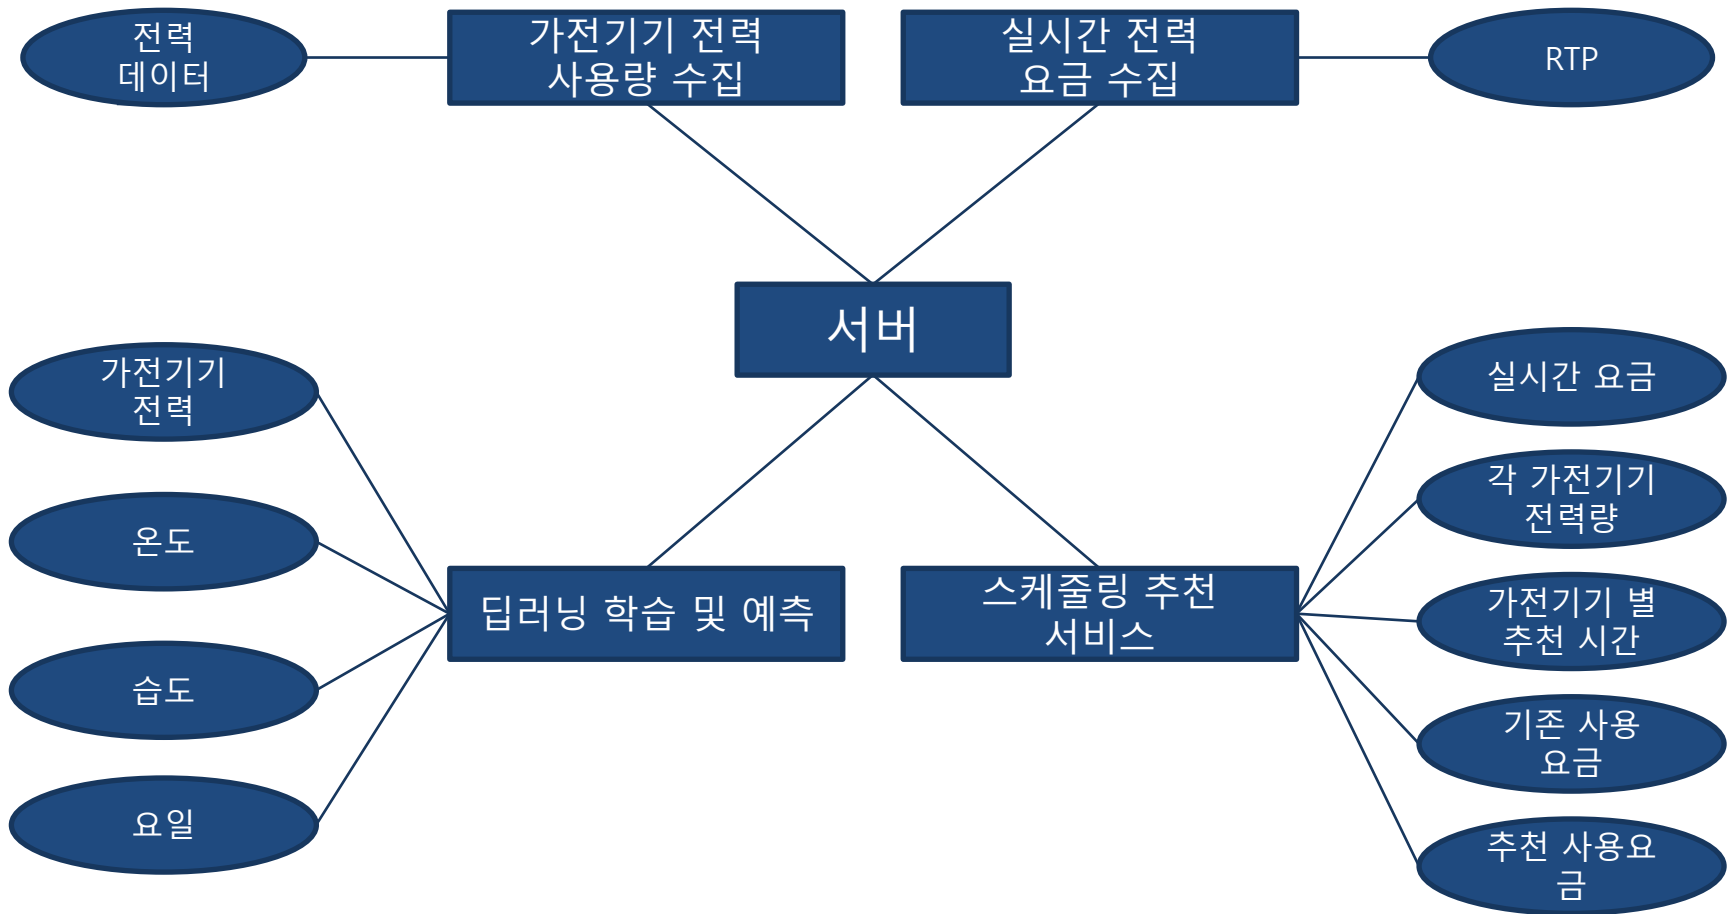 전력
데이터
가전기기 전력
사용량 수집
실시간 전력
요금 수집
RTP
서버
가전기기
전력
온도
습도
요일
딥러닝 학습 및 예측
스케줄링 추천
서비스
실시간 요금
각 가전기기
전력량
가전기기 별
추천 시간
기존 사용
요금
추천 사용요
금